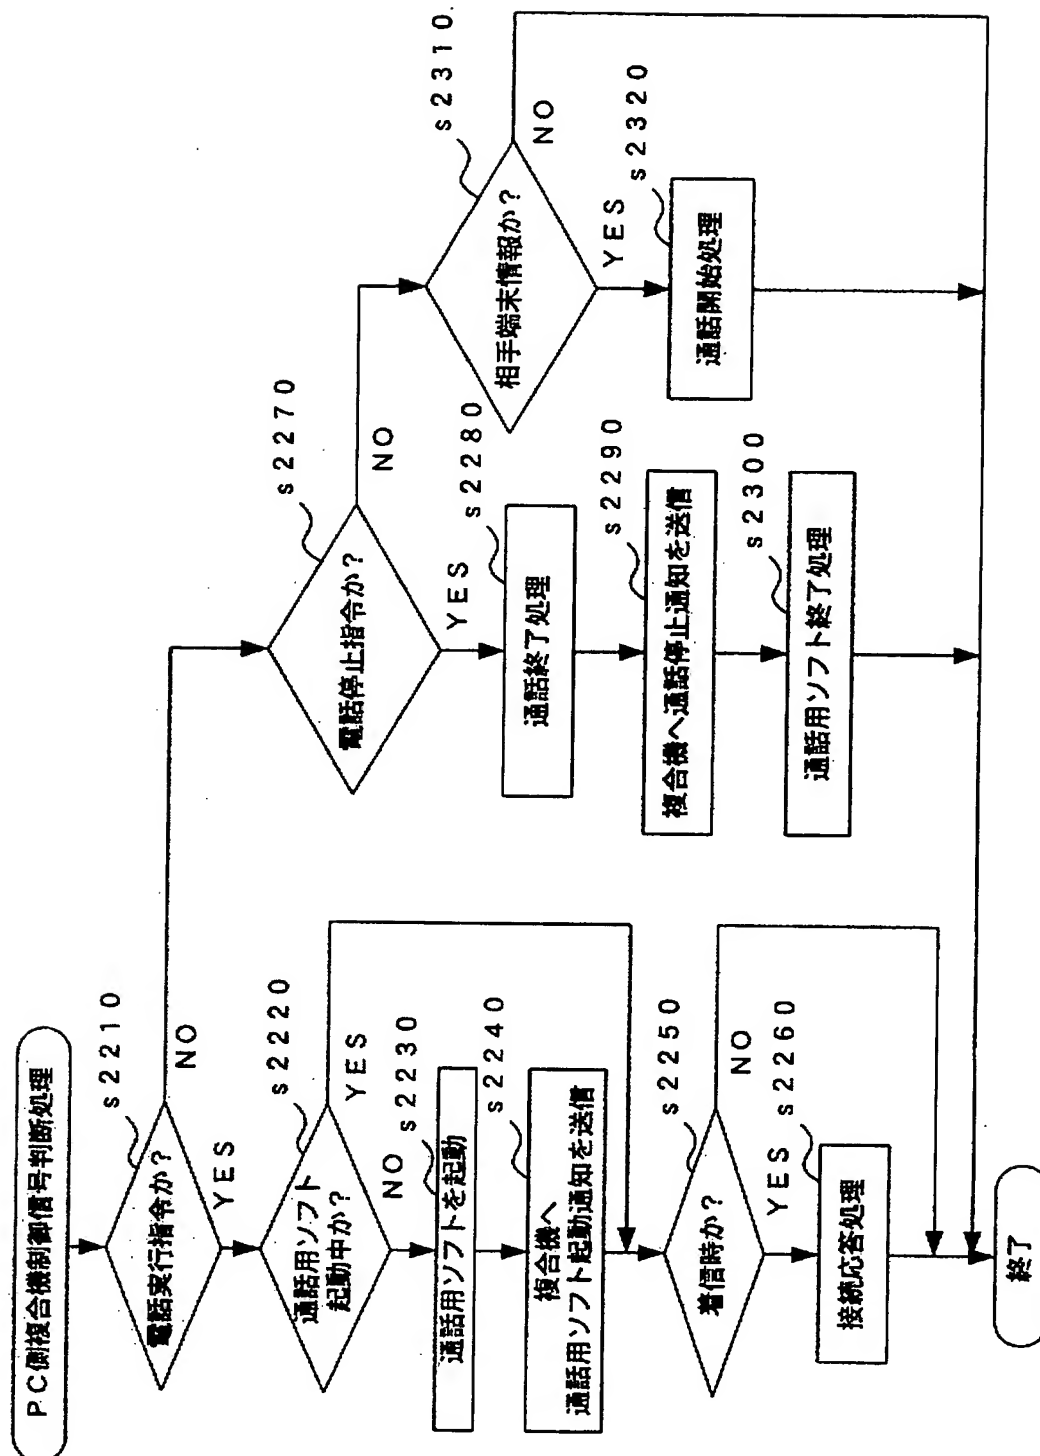 PC側複合機制御信号判断処理
s2210
電話実行指令か？
NO
YES
s2220
通話用ソフト
起動中か？
YES
NO
s2230
通話用ソフトを起動
s2240
複合機へ
通話用ソフト起動通知を送信
s2250
着信時か？
NO
YES
s2260
接続応答処理
s2270
電話停止指令か？
NO
YES
s2280
通話終了処理
s2290
複合機へ通話停止通知を送信
s2300
通話用ソフト終了処理
s2310
相手端末情報か？
NO
YES
s2320
通話開始処理
終了